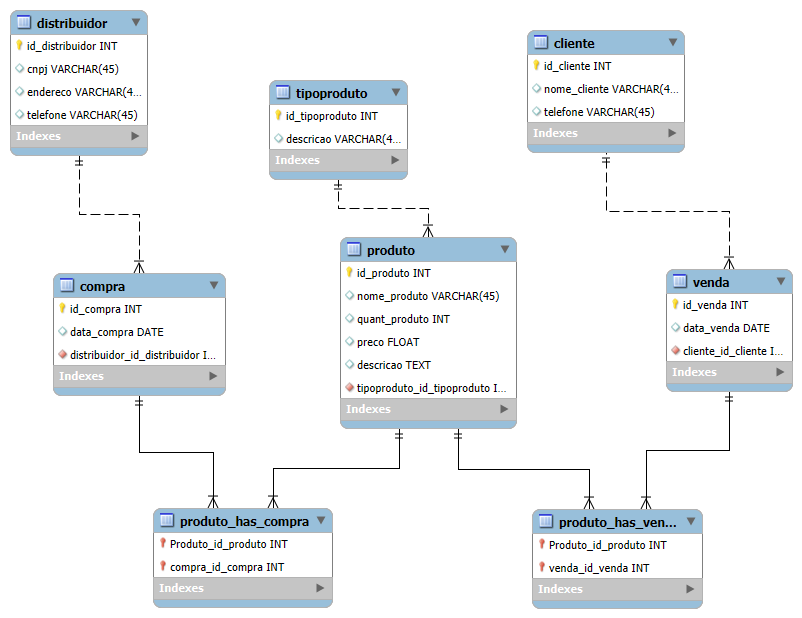 distribuidor
id_distribuidor INT
cnpj VARCHAR(45)
endereco VARCHAR(4...
telefone VARCHAR(45)
Indexes
tipoproduto
id_tipoproduto INT
descricao VARCHAR(4...
Indexes
cliente
id_cliente INT
nome_cliente VARCHAR(4...
telefone VARCHAR(45)
Indexes
compra
id_compra INT
data_compra DATE
distribuidor_id_distribuidor I...
Indexes
produto
id_produto INT
nome_produto VARCHAR(45)
quant_produto INT
preco FLOAT
descricao TEXT
tipoproduto_id_tipoproduto I...
Indexes
venda
id_venda INT
data_venda DATE
cliente_id_cliente I...
Indexes
produto_has_compra
Produto_id_produto INT
compra_id_compra INT
Indexes
produto_has_ven...
Produto_id_produto INT
venda_id_venda INT
Indexes